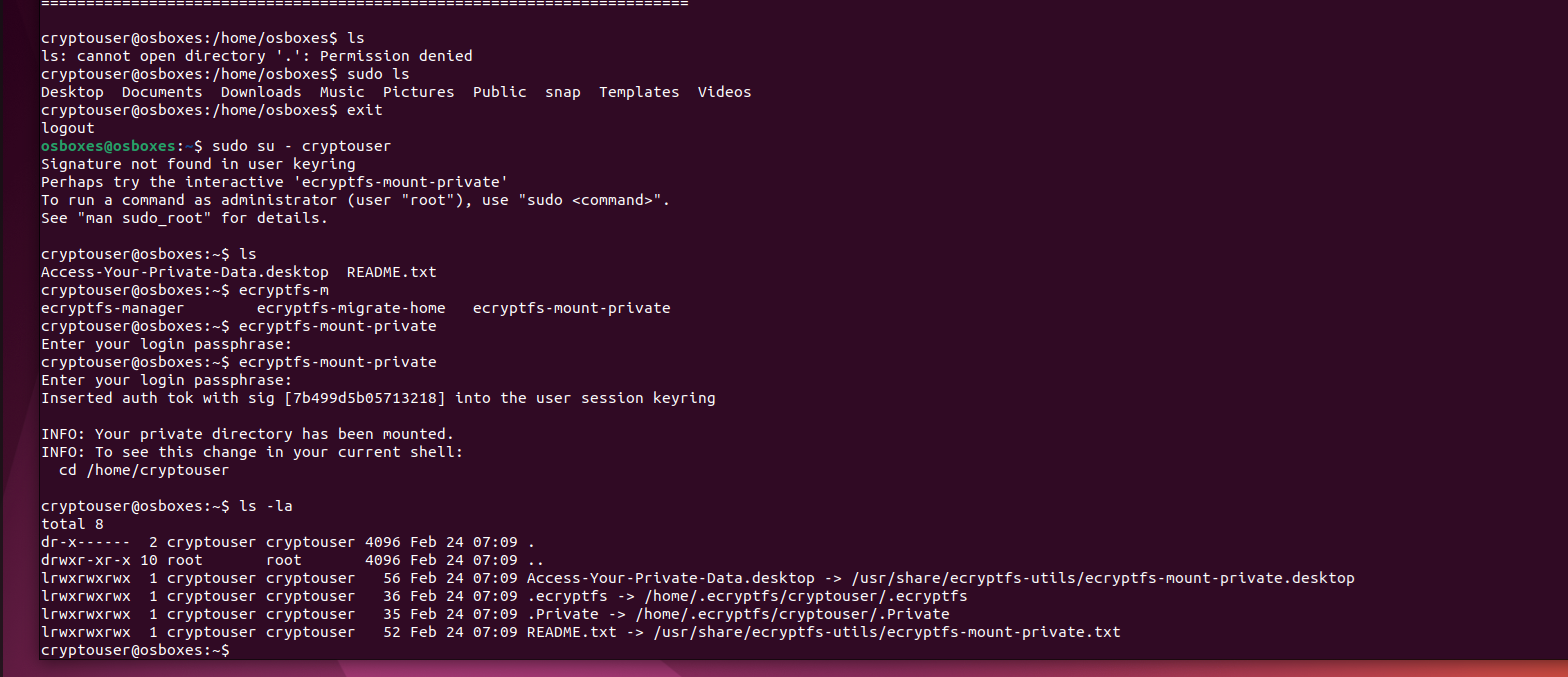 ========================================================================
cryptouser@osboxes:/home/osboxes$ ls
ls: cannot open directory '.': Permission denied
cryptouser@osboxes:/home/osboxes$ sudo ls
Desktop  Documents  Downloads  Music  Pictures  Public  snap  Templates  Videos
cryptouser@osboxes:/home/osboxes$ exit
logout
osboxes@osboxes:~$ sudo su - cryptouser
Signature not found in user keyring
Perhaps try the interactive 'ecryptfs-mount-private'
To run a command as administrator (user "root"), use "sudo <command>".
See "man sudo_root" for details.
cryptouser@osboxes:~$ ls
Access-Your-Private-Data.desktop  README.txt
cryptouser@osboxes:~$ ecryptfs-m
ecryptfs-manager        ecryptfs-migrate-home   ecryptfs-mount-private
cryptouser@osboxes:~$ ecryptfs-mount-private
Enter your login passphrase:
cryptouser@osboxes:~$ ecryptfs-mount-private
Enter your login passphrase:
Inserted auth tok with sig [7b499d5b05713218] into the user session keyring
INFO: Your private directory has been mounted.
INFO: To see this change in your current shell:
  cd /home/cryptouser
cryptouser@osboxes:~$ ls -la
total 8
dr-x------  2 cryptouser cryptouser 4096 Feb 24 07:09 .
drwxr-xr-x 10 root       root       4096 Feb 24 07:09 ..
lrwxrwxrwx  1 cryptouser cryptouser   56 Feb 24 07:09 Access-Your-Private-Data.desktop -> /usr/share/ecryptfs-utils/ecryptfs-mount-private.desktop
lrwxrwxrwx  1 cryptouser cryptouser   36 Feb 24 07:09 .ecryptfs -> /home/.ecryptfs/cryptouser/.ecryptfs
lrwxrwxrwx  1 cryptouser cryptouser   35 Feb 24 07:09 .Private -> /home/.ecryptfs/cryptouser/.Private
lrwxrwxrwx  1 cryptouser cryptouser   52 Feb 24 07:09 README.txt -> /usr/share/ecryptfs-utils/ecryptfs-mount-private.txt
cryptouser@osboxes:~$